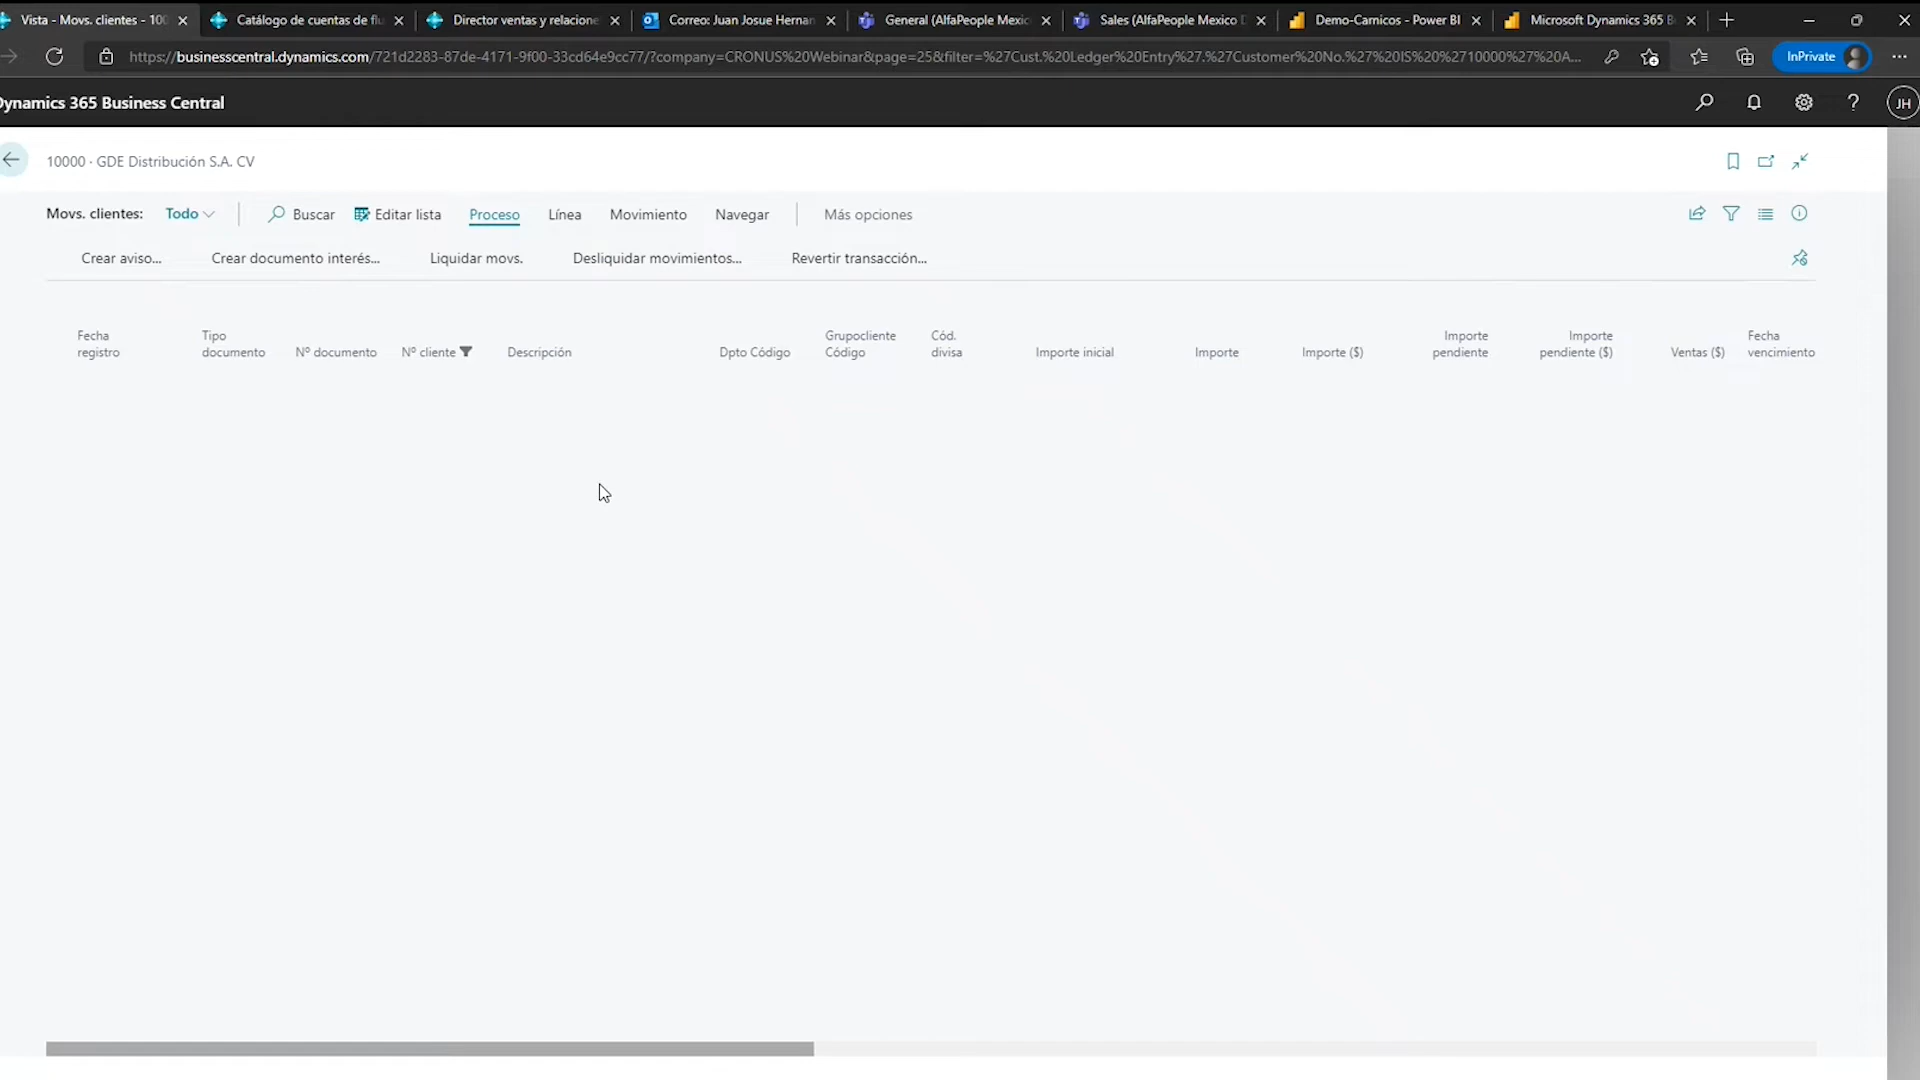 Vista - Movs. clientes - 100
Catálogo de cuentas de flu
Director ventas y relacione
Correo: Juan Josue Hernan
General (AlfaPeople Mexic
Sales (AlfaPeople Mexico D
Demo-Carnicos - Power BI
Microsoft Dynamics 365 B
https://businesscentral.dynamics.com/721d2283-87de-4171-9f00-33cd64e9cc77/?company=CRONUS%20Webinar&page=25&filter=%27Cust.%20Ledger%20Entry%27.%27Customer%20No.%27%20IS%20%2710000%27%20A...
InPrivate
Dynamics 365 Business Central
JH
10000 · GDE Distribución S.A. CV
Movs. clientes: Todo Buscar Editar lista Proceso Línea Movimiento Navegar Más opciones
Crear aviso... Crear documento interés... Liquidar movs. Desliquidar movimientos... Revertir transacción...
Fecha registro
Tipo documento
Nº documento
Nº cliente
Descripción
Dpto Código
Grupocliente Código
Cód. divisa
Importe inicial
Importe
Importe ($)
Importe pendiente
Importe pendiente ($)
Ventas ($)
Fecha vencimiento